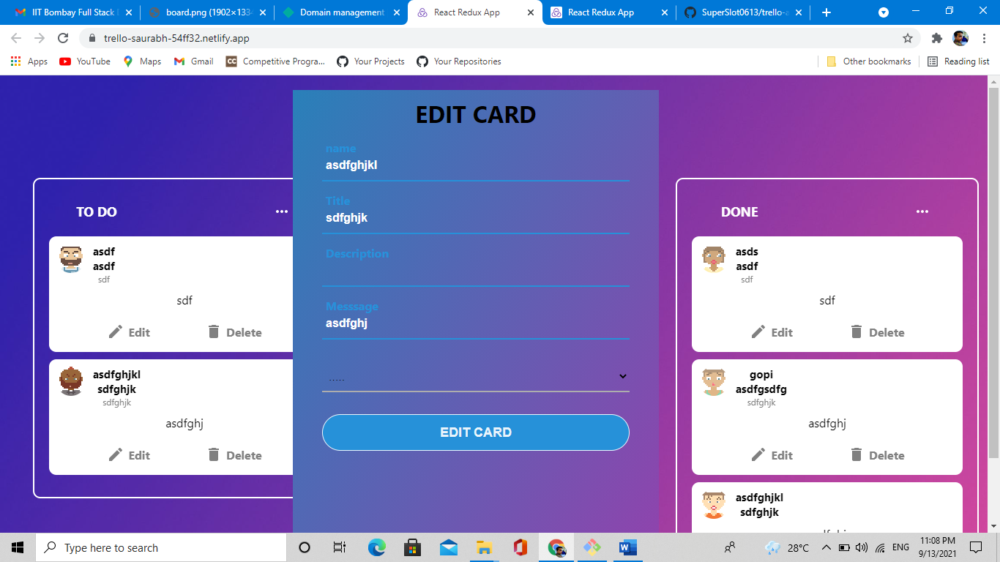 IIT Bombay Full Stack
board.png (1902×133
Domain management
React Redux App
React Redux App
SuperSlot0613/trello-a
trello-saurabh-54ff32.netlify.app
Apps
YouTube
Maps
Gmail
CC
Competitive Progra...
Your Projects
Your Repositories
Other bookmarks
Reading list
EDIT CARD
name
asdfghjkl
Title
sdfghjk
Description
Messsage
asdfghj
.....
EDIT CARD
TO DO
asdf
asdf
sdf
sdf
Edit
Delete
asdfghjkl
sdfghjk
sdfghjk
asdfghj
Edit
Delete
DONE
asds
asdf
sdf
sdf
Edit
Delete
gopi
asdfgsdfg
sdfghjk
asdfghj
Edit
Delete
asdfghjkl
sdfghjk
Type here to search
28°C
ENG
11:08 PM
9/13/2021